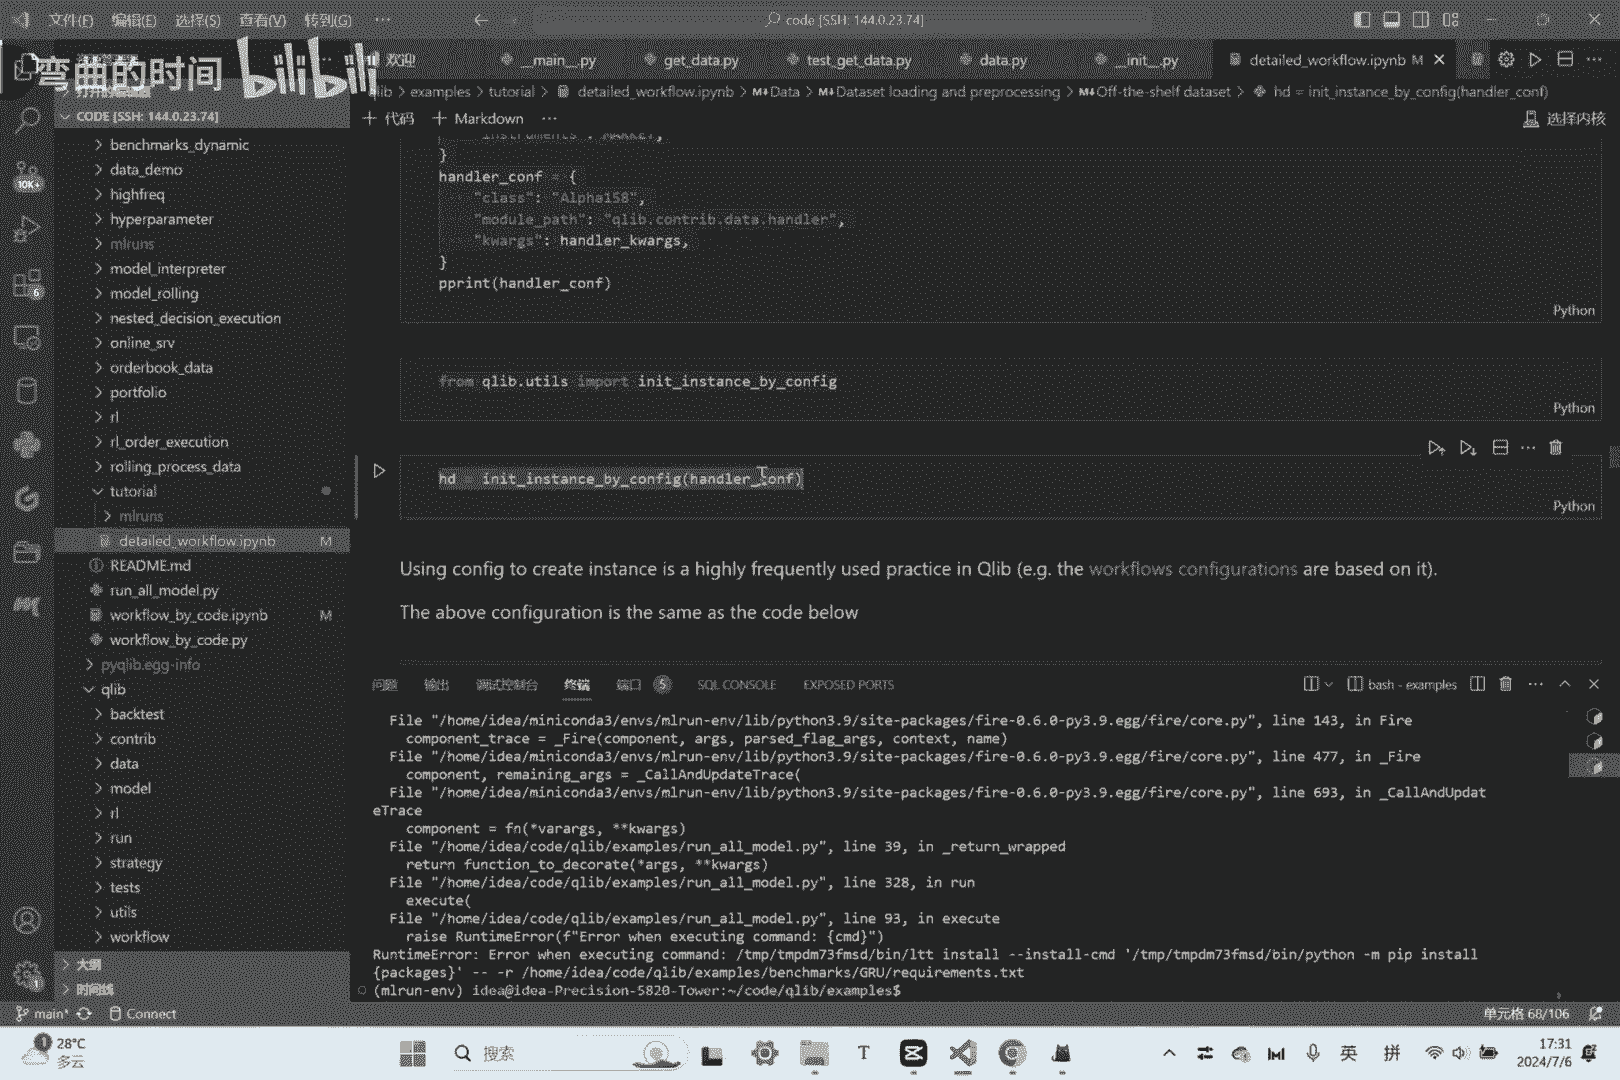 文件(F) 编辑(E) 选择(S) 查看(V) 转到(G) ···
code [SSH: 144.0.23.74]
弯曲的时间 bilibili
欢迎
__main__.py
get_data.py
test_get_data.py
data.py
__init__.py
detailed_workflow.ipynb M
lib > examples > tutorial > detailed_workflow.ipynb > M↓Data > M↓Dataset loading and preprocessing > M↓Off-the-shelf dataset > hd = init_instance_by_config(handler_conf)
CODE [SSH: 144.0.23.74]
+ 代码 + Markdown ···
选择内核
10K+
6
1
benchmarks_dynamic
data_demo
highfreq
hyperparameter
mlruns
model_interpreter
model_rolling
nested_decision_execution
online_srv
orderbook_data
portfolio
rl
rl_order_execution
rolling_process_data
tutorial
mlruns
detailed_workflow.ipynb M
README.md
run_all_model.py
workflow_by_code.ipynb M
workflow_by_code.py
pyqlib.egg-info
qlib
backtest
contrib
data
model
rl
run
strategy
tests
utils
workflow
大纲
时间线
"instruments": MARKET,
}
handler_conf = {
"class": "Alpha158",
"module_path": "qlib.contrib.data.handler",
"kwargs": handler_kwargs,
}
pprint(handler_conf)
Python
from qlib.utils import init_instance_by_config
Python
hd = init_instance_by_config(handler_conf)
Python
Using config to create instance is a highly frequently used practice in Qlib (e.g. the workflows configurations are based on it).
The above configuration is the same as the code below
问题 输出 调试控制台 终端 端口 5 SQL CONSOLE EXPOSED PORTS
bash - examples
File "/home/idea/miniconda3/envs/mlrun-env/lib/python3.9/site-packages/fire-0.6.0-py3.9.egg/fire/core.py", line 143, in Fire
component_trace = _Fire(component, args, parsed_flag_args, context, name)
File "/home/idea/miniconda3/envs/mlrun-env/lib/python3.9/site-packages/fire-0.6.0-py3.9.egg/fire/core.py", line 477, in _Fire
component, remaining_args = _CallAndUpdateTrace(
File "/home/idea/miniconda3/envs/mlrun-env/lib/python3.9/site-packages/fire-0.6.0-py3.9.egg/fire/core.py", line 693, in _CallAndUpdat
eTrace
component = fn(*varargs, **kwargs)
File "/home/idea/code/qlib/examples/run_all_model.py", line 39, in _return_wrapped
return function_to_decorate(*args, **kwargs)
File "/home/idea/code/qlib/examples/run_all_model.py", line 328, in run
execute(
File "/home/idea/code/qlib/examples/run_all_model.py", line 93, in execute
raise RuntimeError(f"Error when executing command: {cmd}")
RuntimeError: Error when executing command: /tmp/tmpdm73fmsd/bin/ltt install --install-cmd '/tmp/tmpdm73fmsd/bin/python -m pip install
{packages}' -- -r /home/idea/code/qlib/examples/benchmarks/GRU/requirements.txt
(mlrun-env) idea@idea-Precision-5820-Tower:~/code/qlib/examples$
main* Connect
单元格 68/106
1
28°C
多云
搜索
英
拼
17:31
2024/7/6